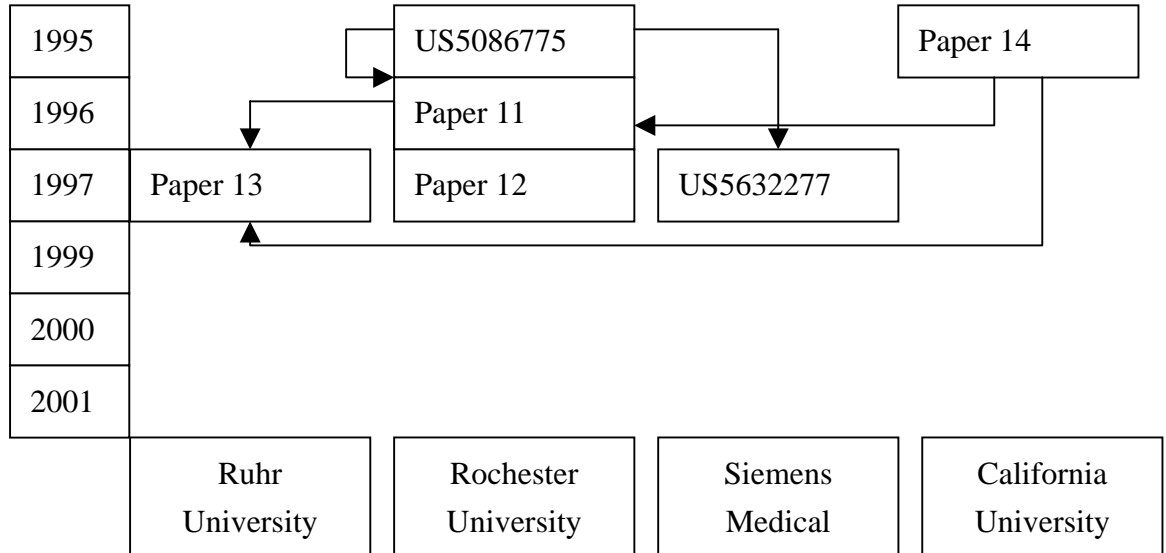 1995
US5086775
Paper 14
1996
Paper 11
1997
Paper 13
Paper 12
US5632277
1999
2000
2001
Ruhr
University
Rochester
University
Siemens
Medical
California
University